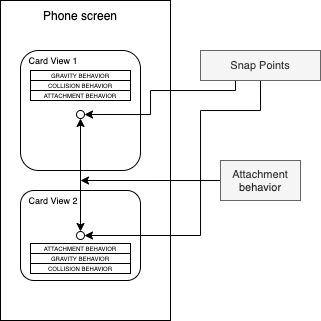 Phone screen
Card View 1
GRAVITY BEHAVIOR
COLLISION BEHAVIOR
ATTACHMENT BEHAVIOR
Snap Points
Attachment
behavior
Card View 2
ATTACHMENT BEHAVIOR
GRAVITY BEHAVIOR
COLLISION BEHAVIOR